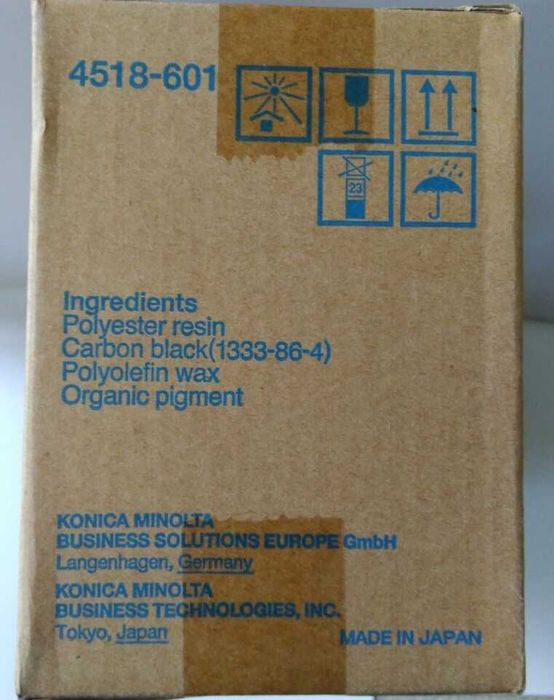 4518-601
23
Ingredients
Polyester resin
Carbon black(1333-86-4)
Polyolefin wax
Organic pigment
KONICA MINOLTA
BUSINESS SOLUTIONS EUROPE GmbH
Langenhagen, Germany
KONICA MINOLTA
BUSINESS TECHNOLOGIES, INC.
Tokyo, Japan
MADE IN JAPAN